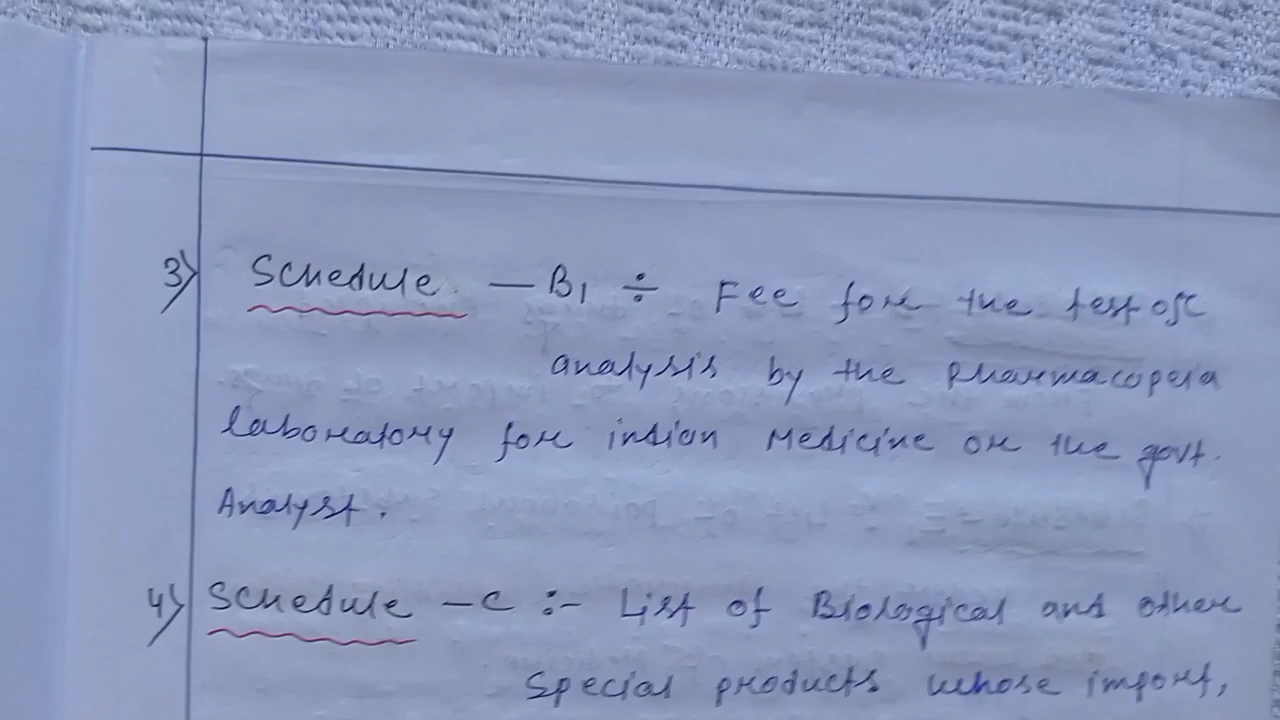 3) Schedule - B1 ÷ Fee for the test or
analysis by the Pharmacopeia
laboratory for indian Medicine or the govt.
Analyst.
4) Schedule - C :- List of Biological and other
Special products whose import,